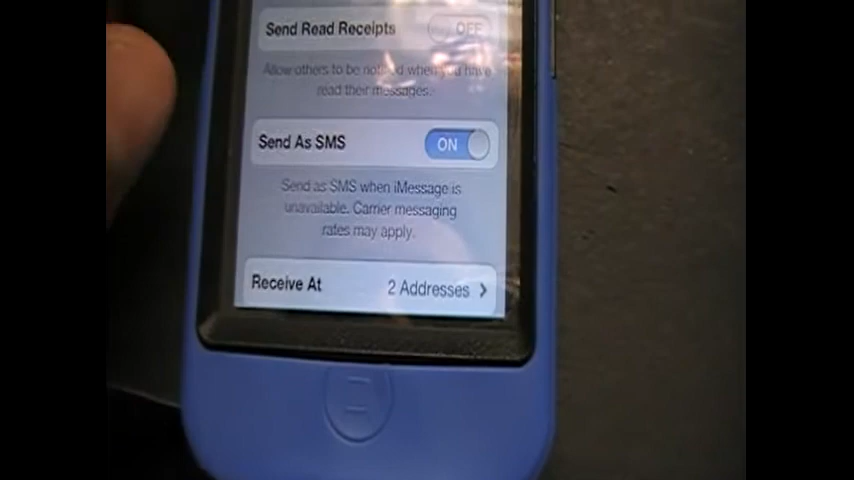 Send Read Receipts OFF
Allow others to be notified when you have
read their messages.
Send As SMS ON
Send as SMS when iMessage is
unavailable. Carrier messaging
rates may apply.
Receive At 2 Addresses